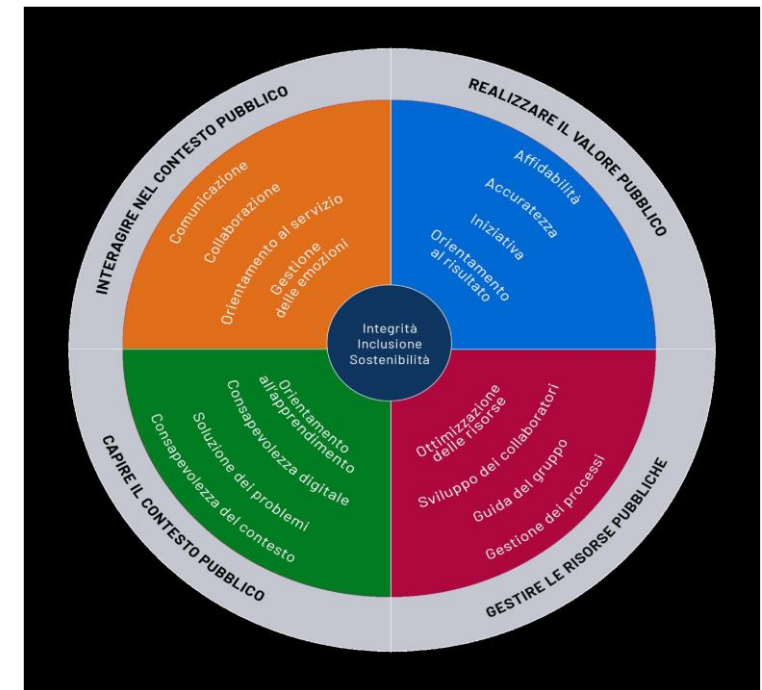 INTERAGIRE NEL CONTESTO PUBBLICO
Comunicazione
Collaborazione
Orientamento al servizio
Gestione
delle emozioni
REALIZZARE IL VALORE PUBBLICO
Affidabilità
Accuratezza
Iniziativa
Orientamento
al risultato
Integrità
Inclusione
Sostenibilità
CAPIRE IL CONTESTO PUBBLICO
Orientamento
all'apprendimento
Consapevolezza digitale
Soluzione dei problemi
Consapevolezza del contesto
GESTIRE LE RISORSE PUBBLICHE
Ottimizzazione
delle risorse
Sviluppo dei collaboratori
Guida del gruppo
Gestione dei processi